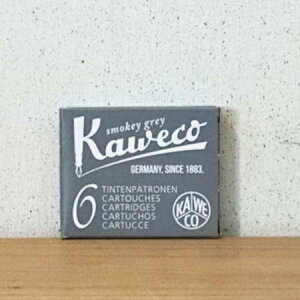 smokey grey
Kaweco
GERMANY, SINCE 1883.
6
TINTENPATRONEN
CARTOUCHES
CARTRIDGES
CARTUCHOS
CARTUCCE
KA WE
CO